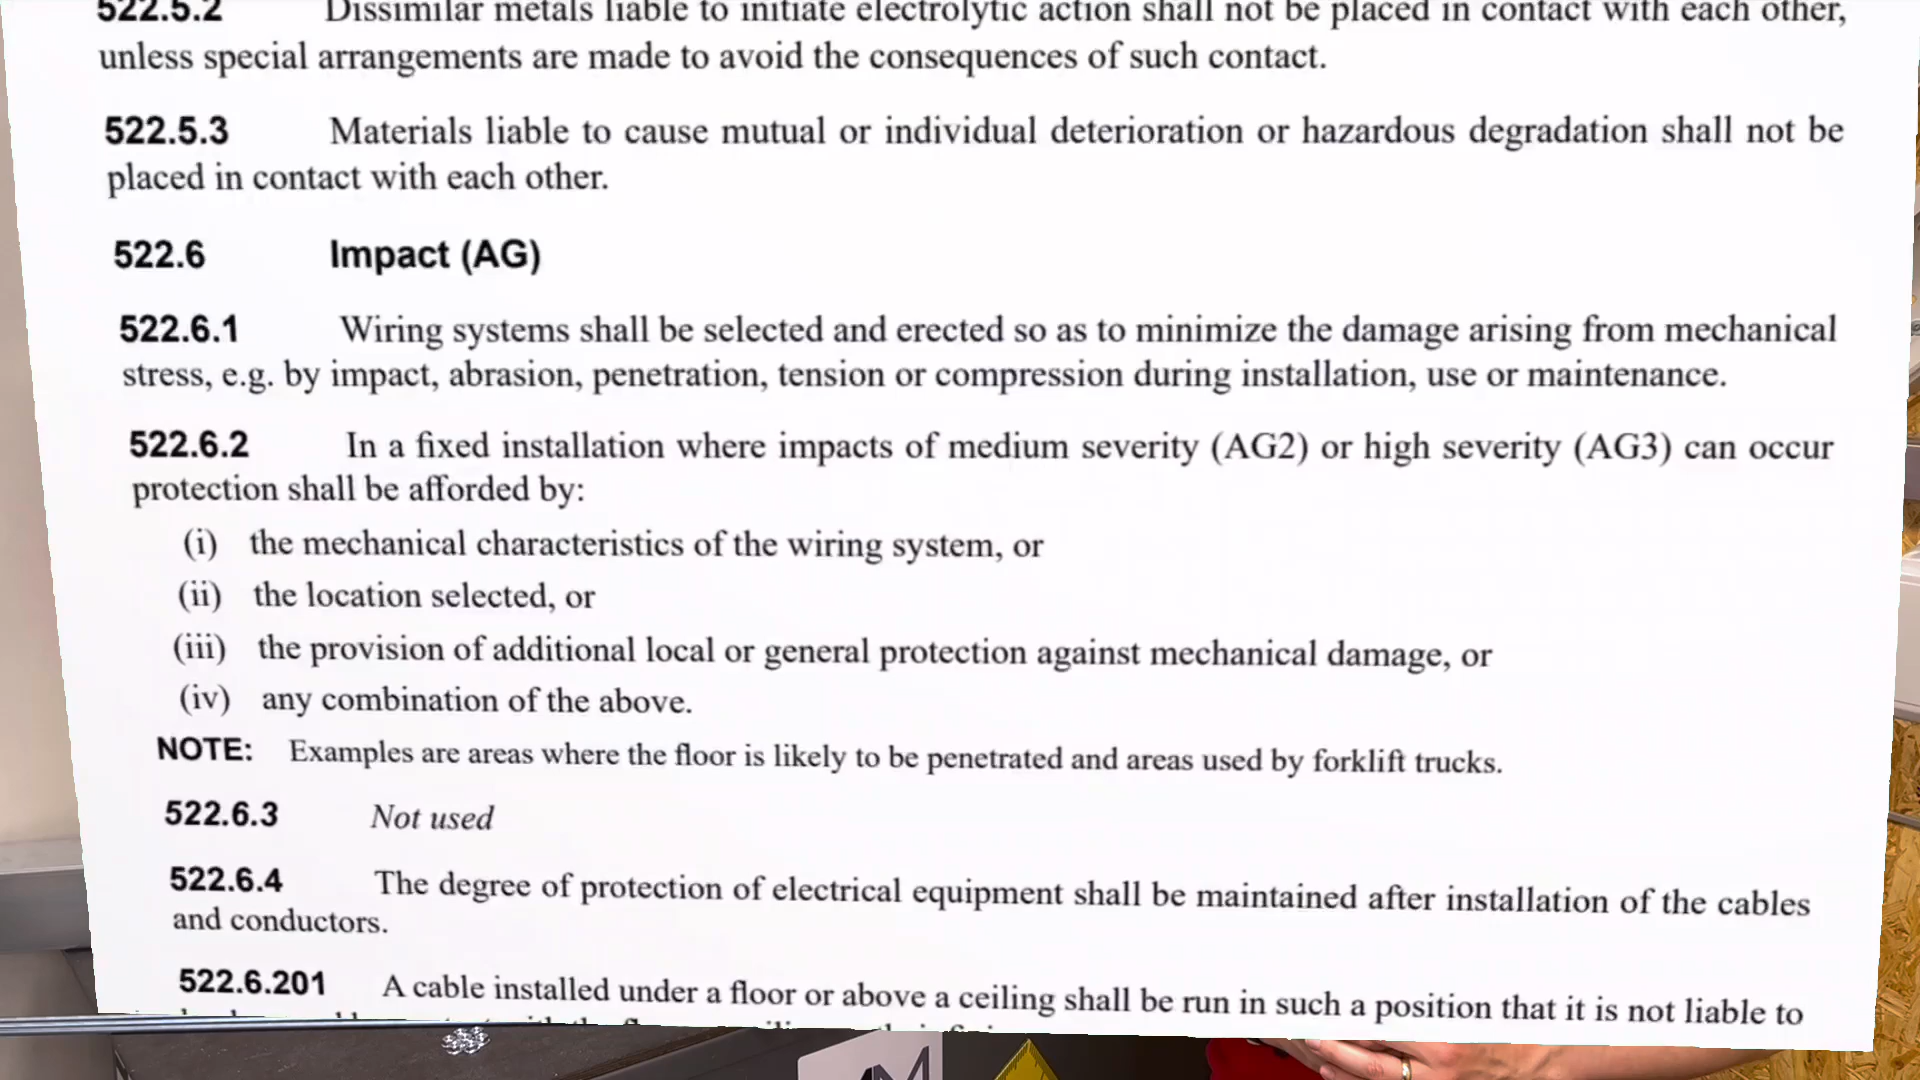 522.5.2 Dissimilar metals liable to initiate electrolytic action shall not be placed in contact with each other,
unless special arrangements are made to avoid the consequences of such contact.
522.5.3 Materials liable to cause mutual or individual deterioration or hazardous degradation shall not be
placed in contact with each other.
522.6 Impact (AG)
522.6.1 Wiring systems shall be selected and erected so as to minimize the damage arising from mechanical
stress, e.g. by impact, abrasion, penetration, tension or compression during installation, use or maintenance.
522.6.2 In a fixed installation where impacts of medium severity (AG2) or high severity (AG3) can occur
protection shall be afforded by:
(i) the mechanical characteristics of the wiring system, or
(ii) the location selected, or
(iii) the provision of additional local or general protection against mechanical damage, or
(iv) any combination of the above.
NOTE: Examples are areas where the floor is likely to be penetrated and areas used by forklift trucks.
522.6.3 Not used
522.6.4 The degree of protection of electrical equipment shall be maintained after installation of the cables
and conductors.
522.6.201 A cable installed under a floor or above a ceiling shall be run in such a position that it is not liable to